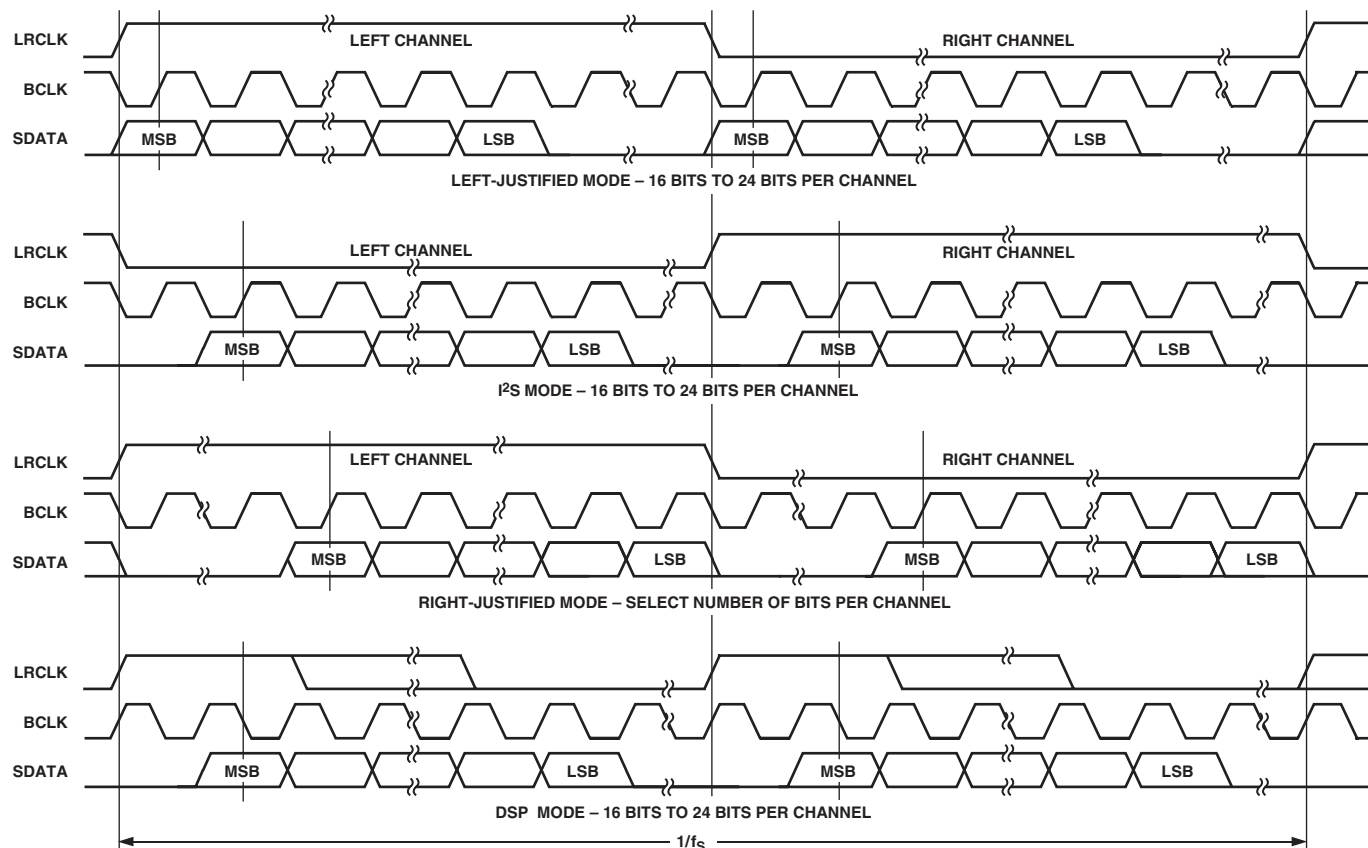 LRCLK LEFT CHANNEL RIGHT CHANNEL
BCLK
SDATA MSB LSB MSB LSB
LEFT-JUSTIFIED MODE – 16 BITS TO 24 BITS PER CHANNEL
LRCLK LEFT CHANNEL RIGHT CHANNEL
BCLK
SDATA MSB LSB MSB LSB
I²S MODE – 16 BITS TO 24 BITS PER CHANNEL
LRCLK LEFT CHANNEL RIGHT CHANNEL
BCLK
SDATA MSB LSB MSB LSB
RIGHT-JUSTIFIED MODE – SELECT NUMBER OF BITS PER CHANNEL
LRCLK
BCLK
SDATA MSB LSB MSB LSB
DSP MODE – 16 BITS TO 24 BITS PER CHANNEL
1/fS